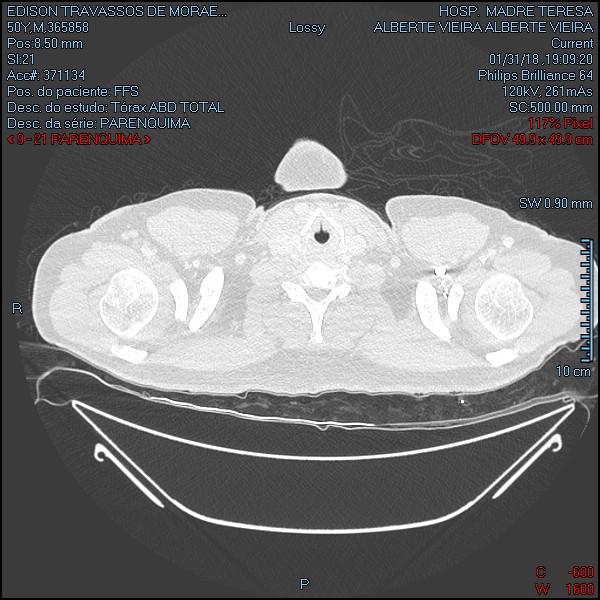 EDISON TRAVASSOS DE MORAE...
50Y,M,365858
Pos:8.50 mm
SI:21
Acc#: 371134
Pos. do paciente: FFS
Desc. do estudo: Tórax ABD TOTAL
Desc. da série: PARENQUIMA
< 9 - 21 PARENQUIMA >
Lossy
HOSP. MADRE TERESA
ALBERTE VIEIRA ALBERTE VIEIRA
Current
01/31/18 ,19:09:20
Philips Brilliance 64
120kV, 261mAs
SC:500.00 mm
117% Pixel
DFOV 49.9 x 49.9 cm
SW 0.90 mm
R
10 cm
P
C -600
W 1600